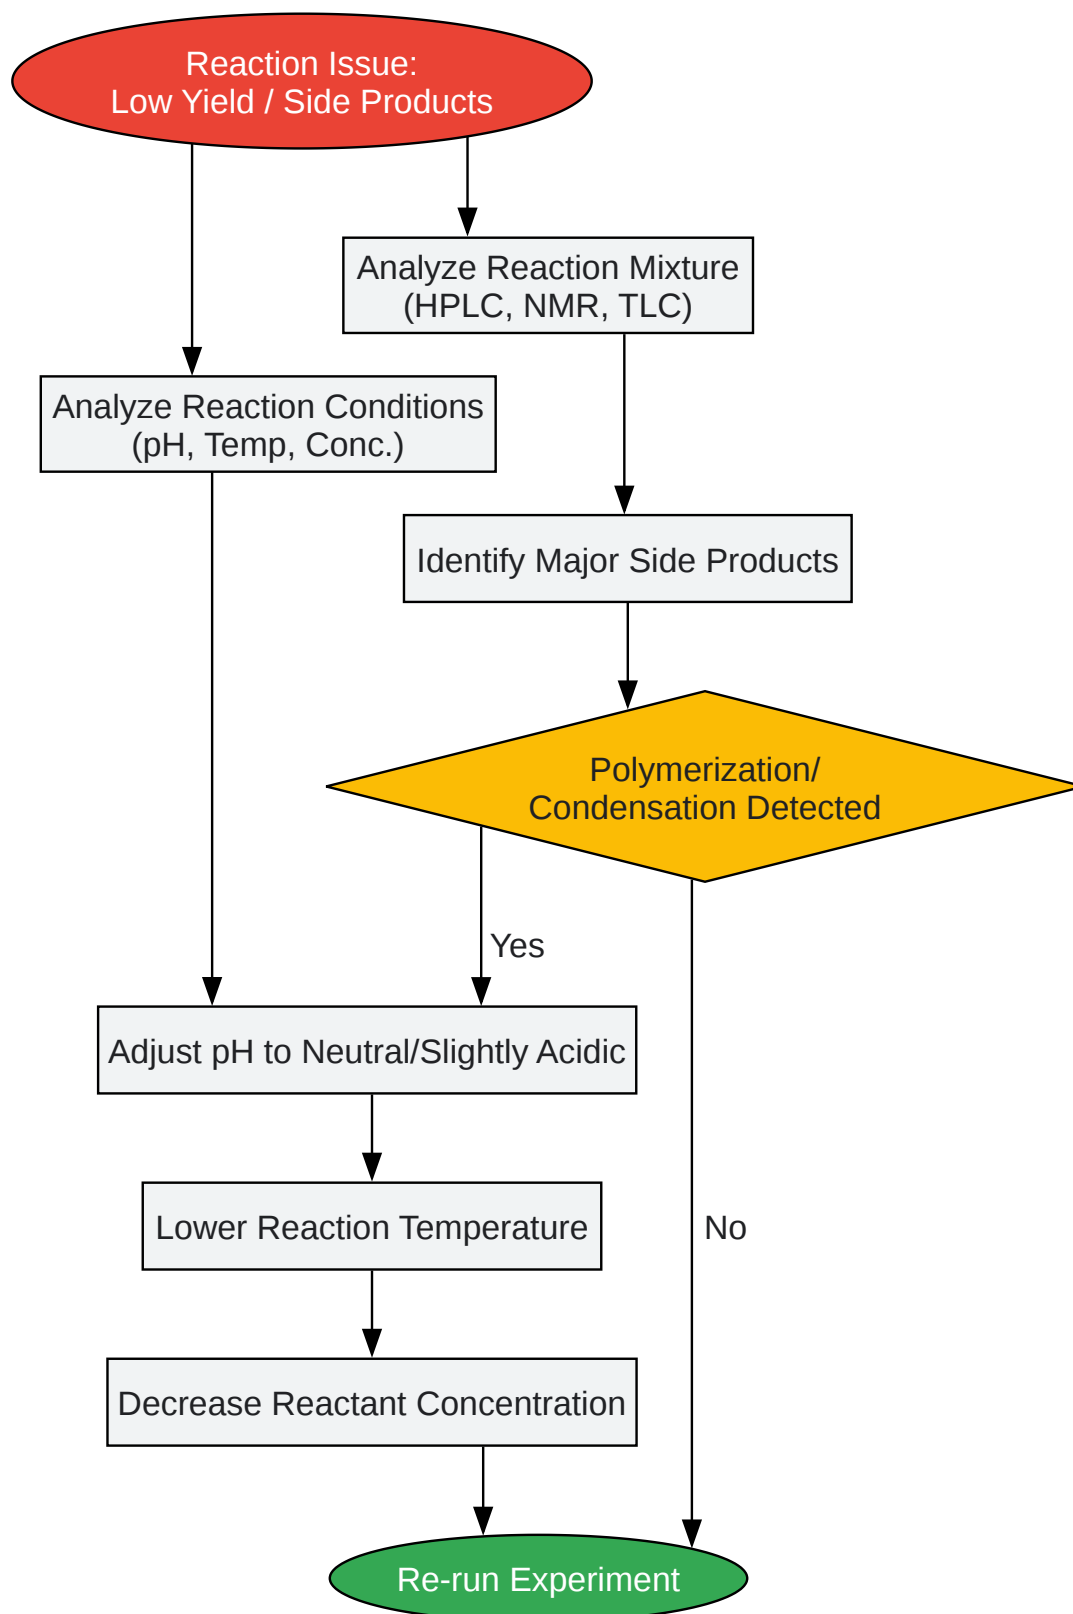 Reaction Issue:
Low Yield / Side Products
Analyze Reaction Mixture
(HPLC, NMR, TLC)
Analyze Reaction Conditions
(pH, Temp, Conc.)
Identify Major Side Products
Polymerization/
Condensation Detected
Yes
Adjust pH to Neutral/Slightly Acidic
Lower Reaction Temperature
No
Decrease Reactant Concentration
Re-run Experiment